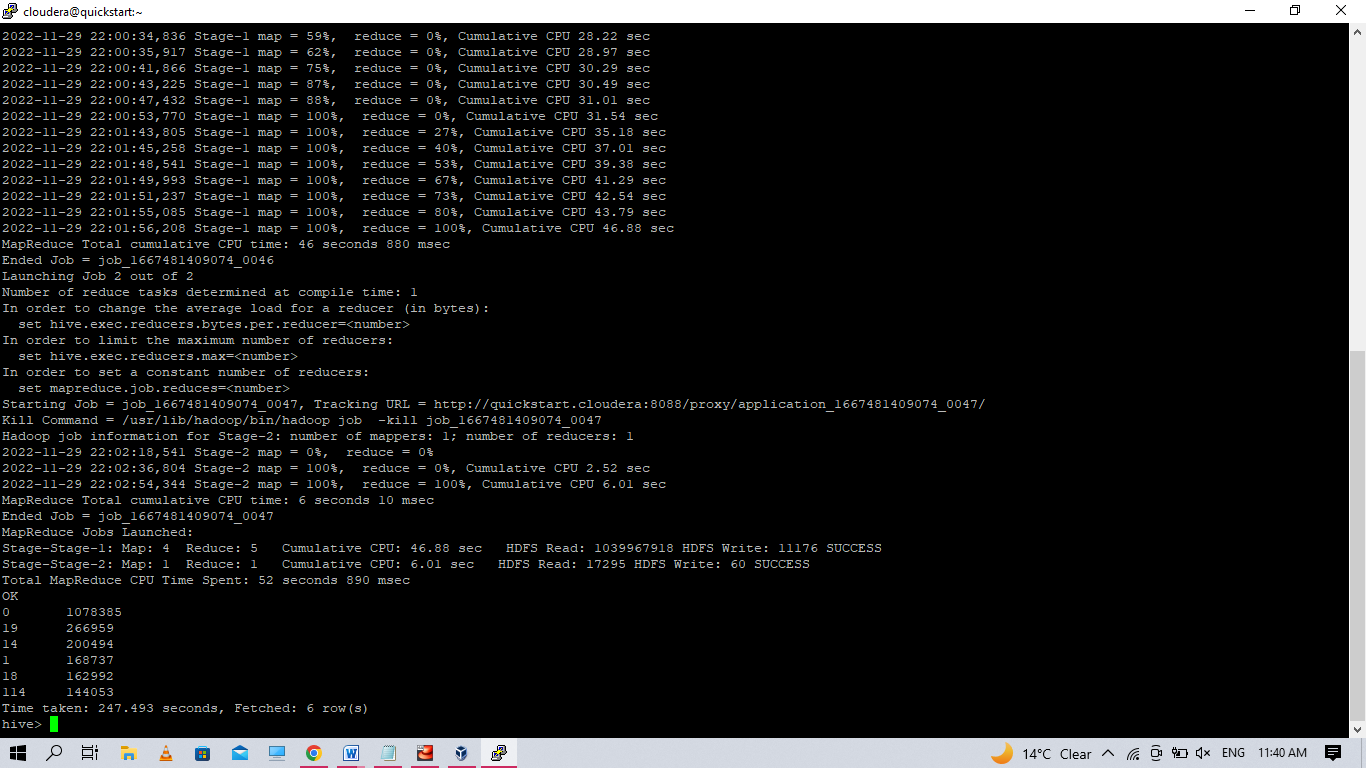 cloudera@quickstart:~
2022-11-29 22:00:34,836 Stage-1 map = 59%,  reduce = 0%, Cumulative CPU 28.22 sec
2022-11-29 22:00:35,917 Stage-1 map = 62%,  reduce = 0%, Cumulative CPU 28.97 sec
2022-11-29 22:00:41,866 Stage-1 map = 75%,  reduce = 0%, Cumulative CPU 30.29 sec
2022-11-29 22:00:43,225 Stage-1 map = 87%,  reduce = 0%, Cumulative CPU 30.49 sec
2022-11-29 22:00:47,432 Stage-1 map = 88%,  reduce = 0%, Cumulative CPU 31.01 sec
2022-11-29 22:00:53,770 Stage-1 map = 100%,  reduce = 0%, Cumulative CPU 31.54 sec
2022-11-29 22:01:43,805 Stage-1 map = 100%,  reduce = 27%, Cumulative CPU 35.18 sec
2022-11-29 22:01:45,258 Stage-1 map = 100%,  reduce = 40%, Cumulative CPU 37.01 sec
2022-11-29 22:01:48,541 Stage-1 map = 100%,  reduce = 53%, Cumulative CPU 39.38 sec
2022-11-29 22:01:49,993 Stage-1 map = 100%,  reduce = 67%, Cumulative CPU 41.29 sec
2022-11-29 22:01:51,237 Stage-1 map = 100%,  reduce = 73%, Cumulative CPU 42.54 sec
2022-11-29 22:01:55,085 Stage-1 map = 100%,  reduce = 80%, Cumulative CPU 43.79 sec
2022-11-29 22:01:56,208 Stage-1 map = 100%,  reduce = 100%, Cumulative CPU 46.88 sec
MapReduce Total cumulative CPU time: 46 seconds 880 msec
Ended Job = job_1667481409074_0046
Launching Job 2 out of 2
Number of reduce tasks determined at compile time: 1
In order to change the average load for a reducer (in bytes):
  set hive.exec.reducers.bytes.per.reducer=<number>
In order to limit the maximum number of reducers:
  set hive.exec.reducers.max=<number>
In order to set a constant number of reducers:
  set mapreduce.job.reduces=<number>
Starting Job = job_1667481409074_0047, Tracking URL = http://quickstart.cloudera:8088/proxy/application_1667481409074_0047/
Kill Command = /usr/lib/hadoop/bin/hadoop job  -kill job_1667481409074_0047
Hadoop job information for Stage-2: number of mappers: 1; number of reducers: 1
2022-11-29 22:02:18,541 Stage-2 map = 0%,  reduce = 0%
2022-11-29 22:02:36,804 Stage-2 map = 100%,  reduce = 0%, Cumulative CPU 2.52 sec
2022-11-29 22:02:54,344 Stage-2 map = 100%,  reduce = 100%, Cumulative CPU 6.01 sec
MapReduce Total cumulative CPU time: 6 seconds 10 msec
Ended Job = job_1667481409074_0047
MapReduce Jobs Launched:
Stage-Stage-1: Map: 4  Reduce: 5   Cumulative CPU: 46.88 sec   HDFS Read: 1039967918 HDFS Write: 11176 SUCCESS
Stage-Stage-2: Map: 1  Reduce: 1   Cumulative CPU: 6.01 sec   HDFS Read: 17295 HDFS Write: 60 SUCCESS
Total MapReduce CPU Time Spent: 52 seconds 890 msec
OK
0       1078385
19      266959
14      200494
1       168737
18      162992
114     144053
Time taken: 247.493 seconds, Fetched: 6 row(s)
hive>
14°C Clear ENG 11:40 AM